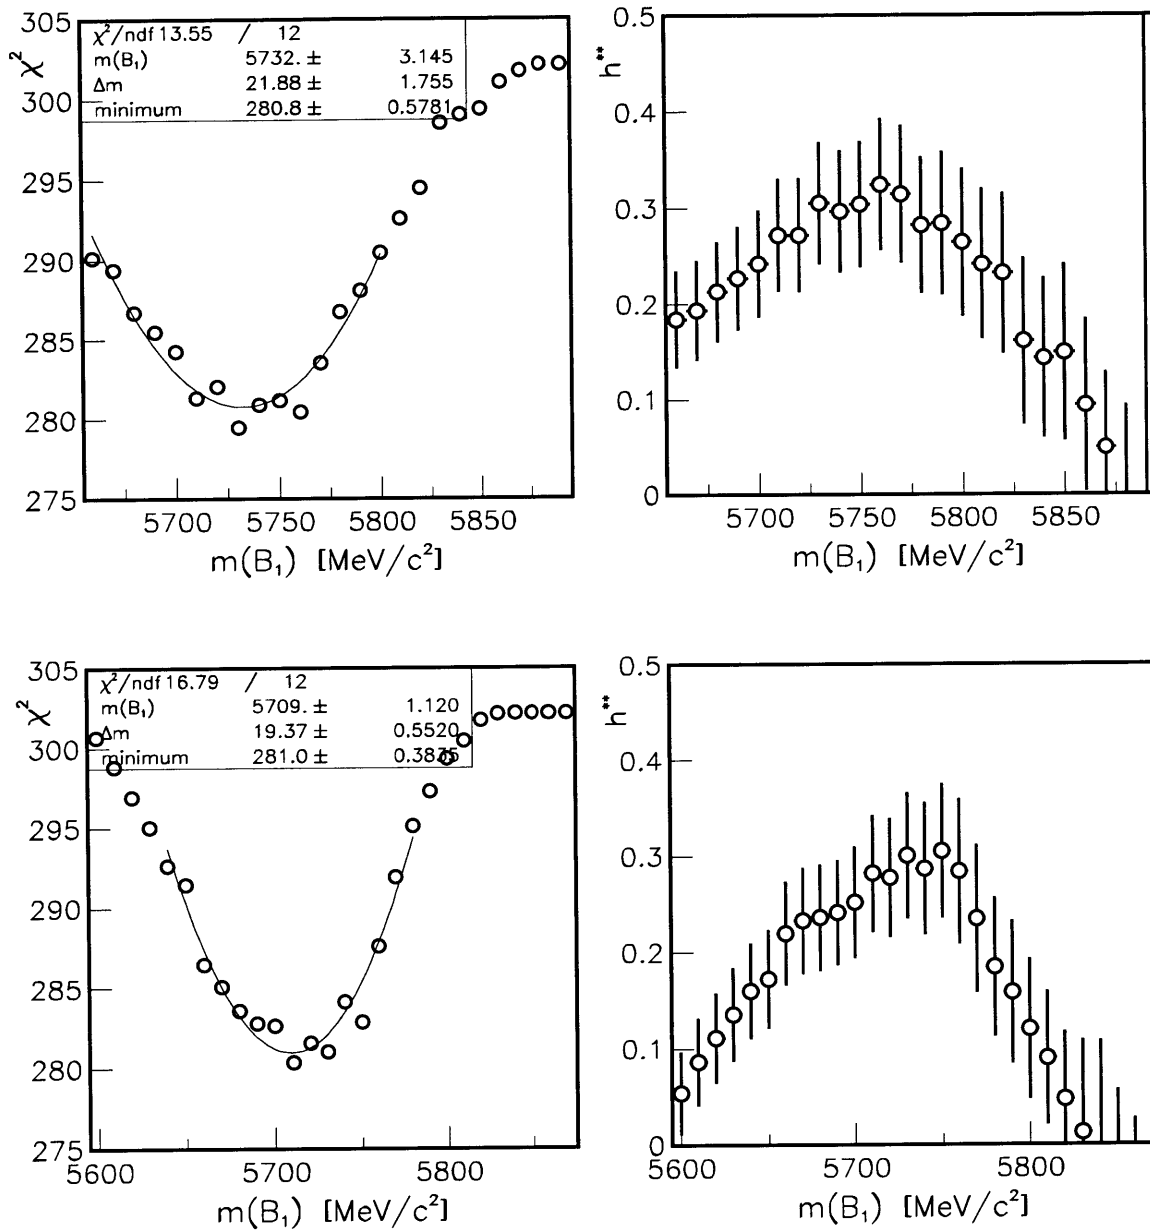 305
300
295
290
285
280
275
χ²
χ²/ndf 13.55 / 12
m(B₁) 5732. ± 3.145
Δm 21.88 ± 1.755
minimum 280.8 ± 0.5781
5700 5750 5800 5850
m(B₁) [MeV/c²]
0.5
0.4
0.3
0.2
0.1
0
h**
5700 5750 5800 5850
m(B₁) [MeV/c²]
305
300
295
290
285
280
275
χ²
χ²/ndf 16.79 / 12
m(B₁) 5709. ± 1.120
Δm 19.37 ± 0.5520
minimum 281.0 ±
5600 5700 5800
m(B₁) [MeV/c²]
0.5
0.4
0.3
0.2
0.1
0
h**
5600 5700 5800
m(B₁) [MeV/c²]